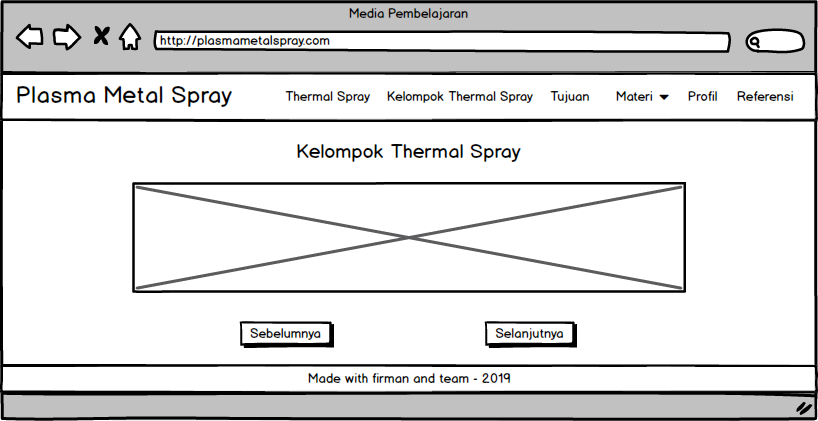 Media Pembelajaran
http://plasmametalspray.com
Plasma Metal Spray
Thermal Spray Kelompok Thermal Spray Tujuan Materi Profil Referensi
Kelompok Thermal Spray
Sebelumnya Selanjutnya
Made with firman and team - 2019